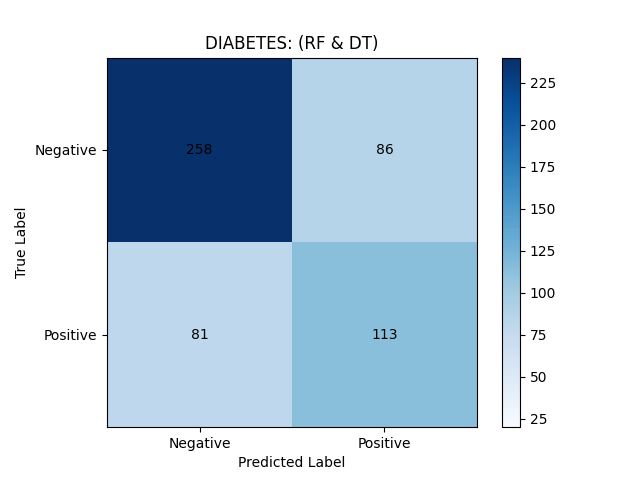 DIABETES: (RF & DT)
Negative
258
86
Positive
81
113
Negative
Positive
True Label
Predicted Label
225
200
175
150
125
100
75
50
25